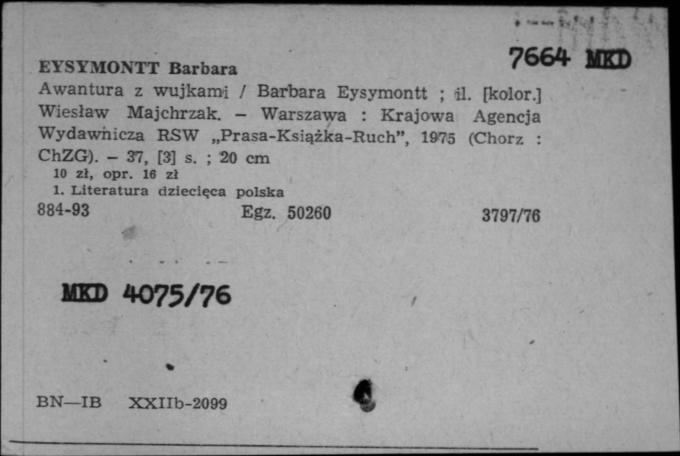 7664 MKD
EYSYMONTT Barbara
Awantura z wujkami / Barbara Eysymontt ; il. [kolor.]
Wiesław Majchrzak. — Warszawa : Krajowa Agencja
Wydawnicza RSW „Prasa-Książka-Ruch”, 1975 (Chorz :
ChZG). — 37, [3] s. ; 20 cm
10 zł, opr. 16 zł
1. Literatura dziecięca polska
884-93 Egz. 50260 3797/76
MKD 4075/76
BN—IB XXIIb-2099